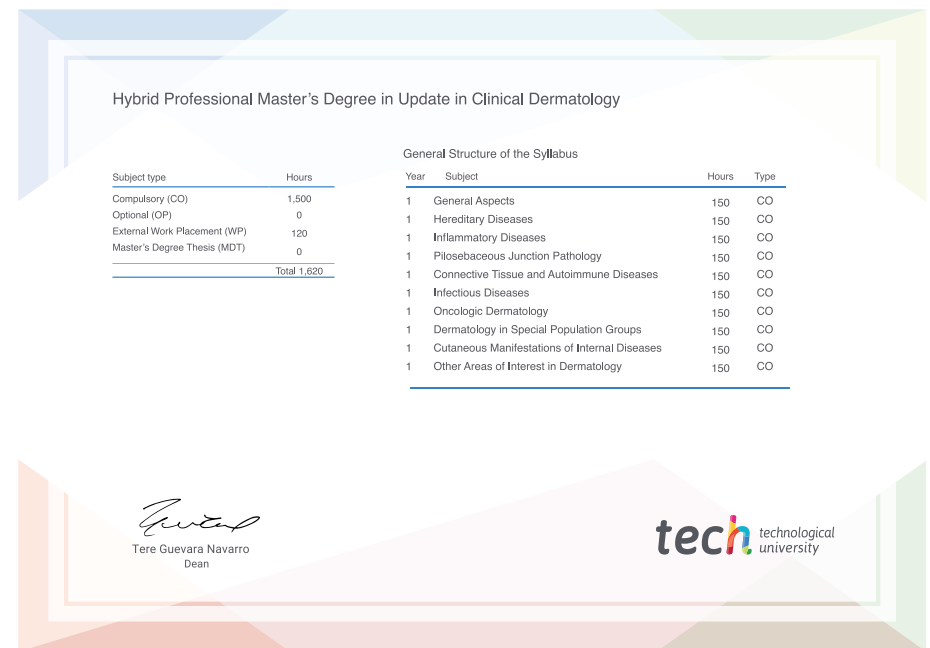 Hybrid Professional Master's Degree in Update in Clinical Dermatology
Subject type Hours
Compulsory (CO) 1,500
Optional (OP) 0
External Work Placement (WP) 120
Master's Degree Thesis (MDT) 0
Total 1,620
General Structure of the Syllabus
Year Subject Hours Type
1 General Aspects 150 CO
1 Hereditary Diseases 150 CO
1 Inflammatory Diseases 150 CO
1 Pilosebaceous Junction Pathology 150 CO
1 Connective Tissue and Autoimmune Diseases 150 CO
1 Infectious Diseases 150 CO
1 Oncologic Dermatology 150 CO
1 Dermatology in Special Population Groups 150 CO
1 Cutaneous Manifestations of Internal Diseases 150 CO
1 Other Areas of Interest in Dermatology 150 CO
Tere Guevara Navarro
Dean
tech technological
university